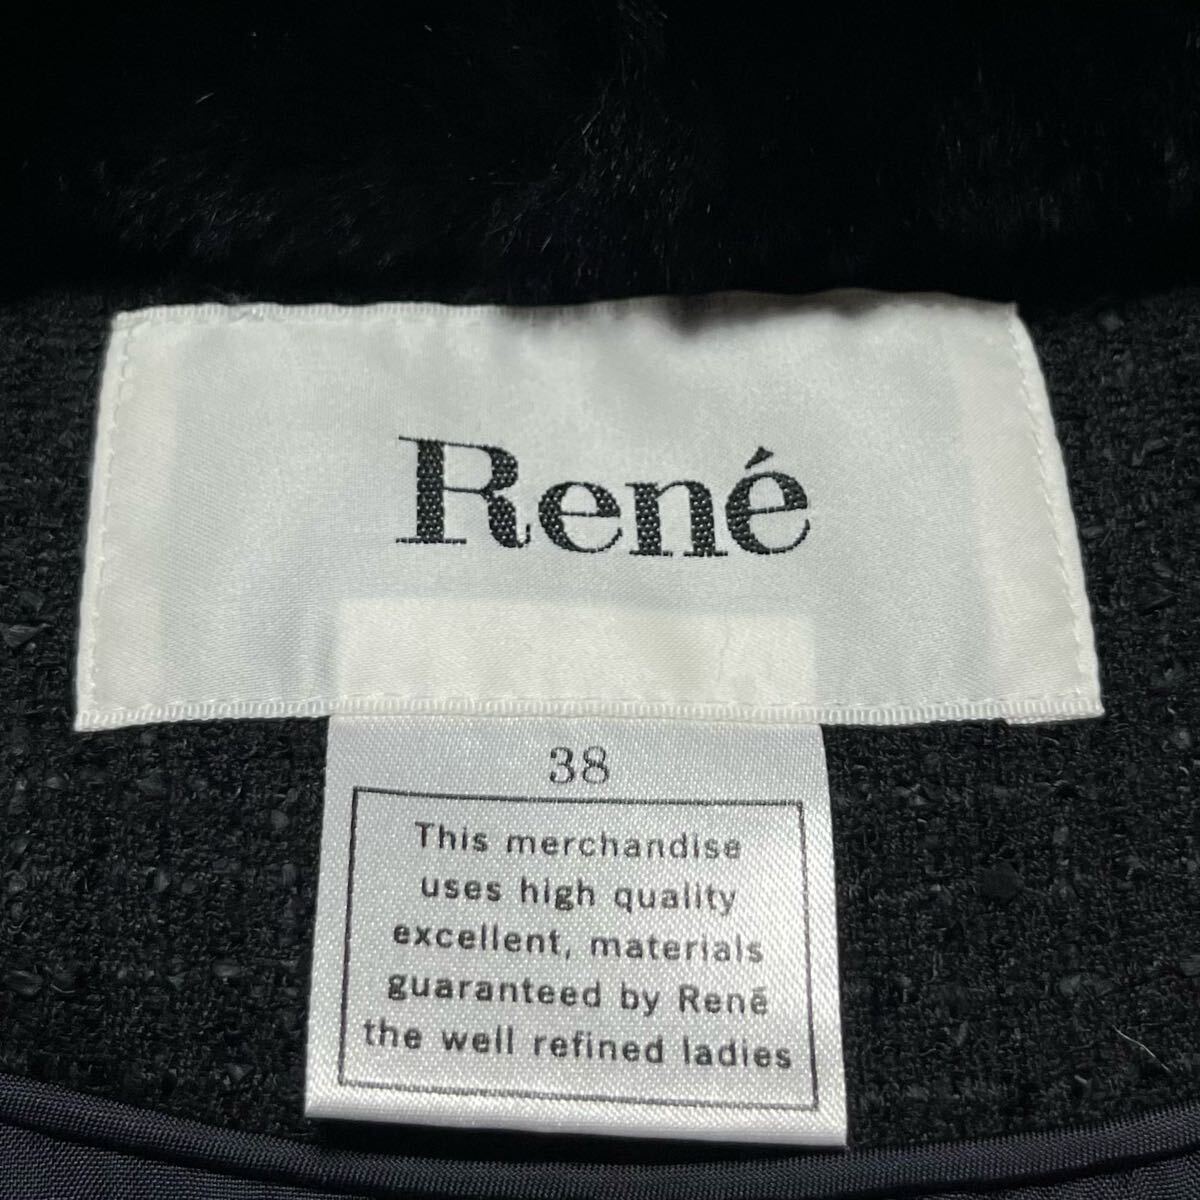 René
38
This merchandise
uses high quality
excellent, materials
guaranteed by René
the well refined ladies